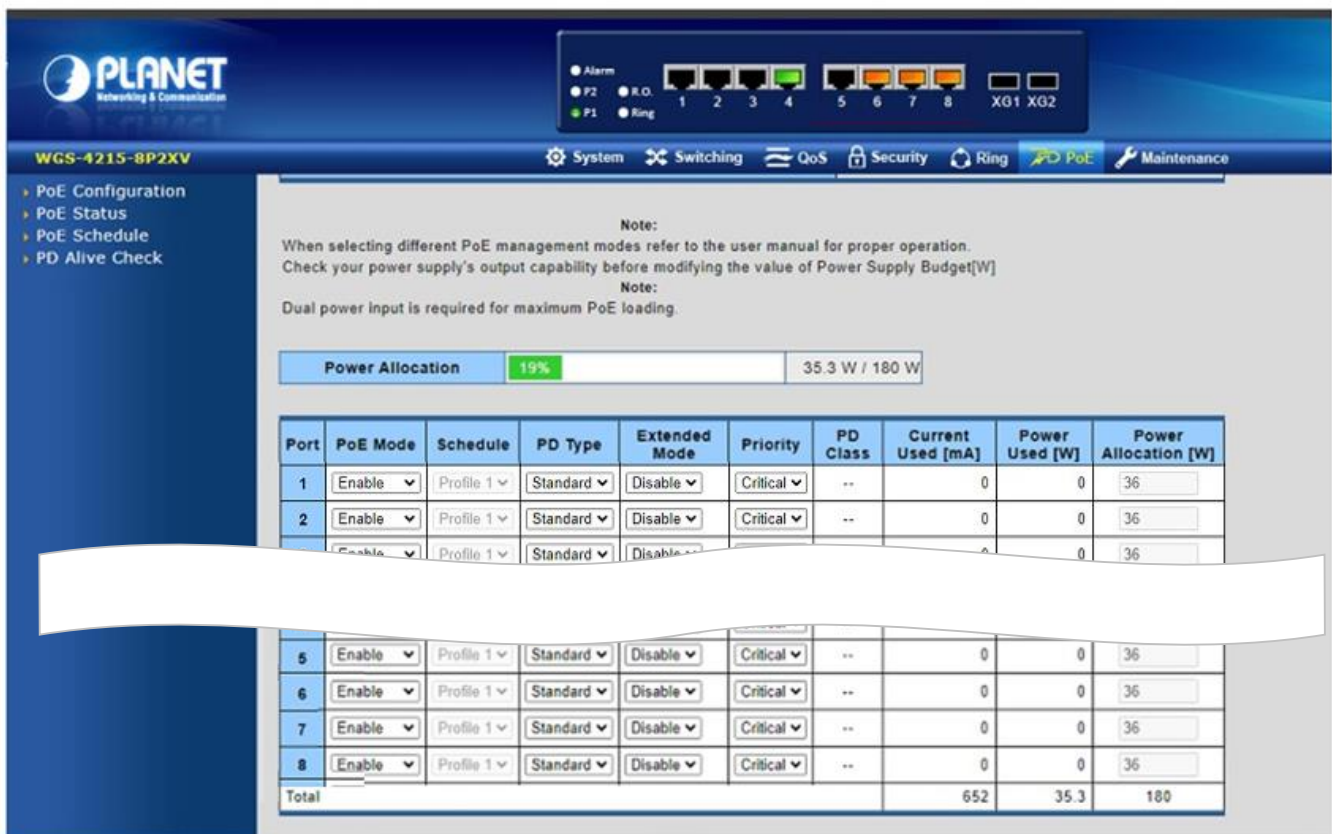 PLANET
Networking & Communication
Alarm
P2 R.O.
P1 Ring
1 2 3 4 5 6 7 8 XG1 XG2
WGS-4215-8P2XV
System Switching QoS Security Ring PoE Maintenance
PoE Configuration
PoE Status
PoE Schedule
PD Alive Check
Note:
When selecting different PoE management modes refer to the user manual for proper operation.
Check your power supply's output capability before modifying the value of Power Supply Budget[W]
Note:
Dual power input is required for maximum PoE loading.
Power Allocation 19% 35.3 W / 180 W
Port PoE Mode Schedule PD Type Extended Mode Priority PD Class Current Used [mA] Power Used [W] Power Allocation [W]
1 Enable Profile 1 Standard Disable Critical -- 0 0 36
2 Enable Profile 1 Standard Disable Critical -- 0 0 36
Enable Profile 1 Standard Disable 0 0 36
5 Enable Profile 1 Standard Disable Critical -- 0 0 36
6 Enable Profile 1 Standard Disable Critical -- 0 0 36
7 Enable Profile 1 Standard Disable Critical -- 0 0 36
8 Enable Profile 1 Standard Disable Critical -- 0 0 36
Total 652 35.3 180